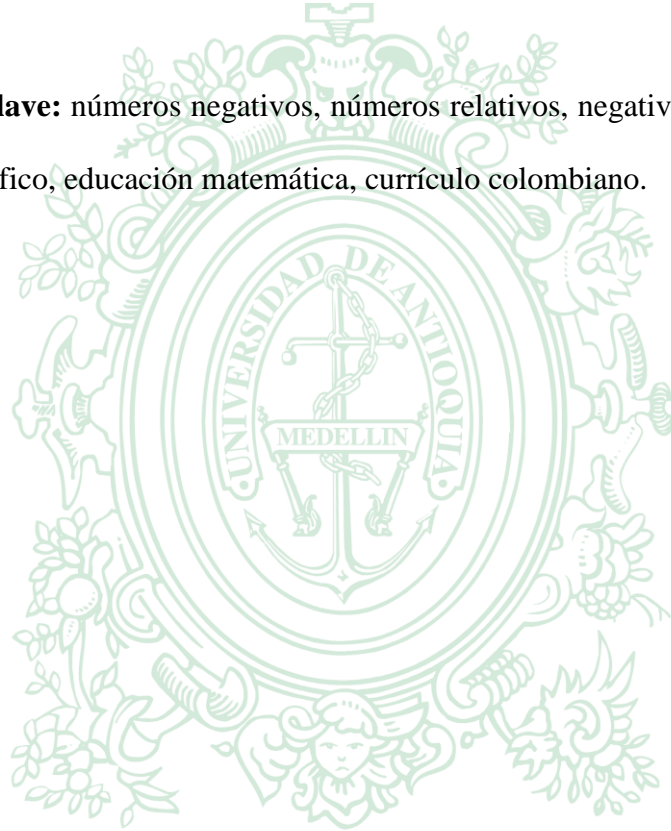 lave: números negativos, números relativos, negativ
fico, educación matemática, currículo colombiano.
UNIVERSIDAD DE ANTIOQUIA
MEDELLIN